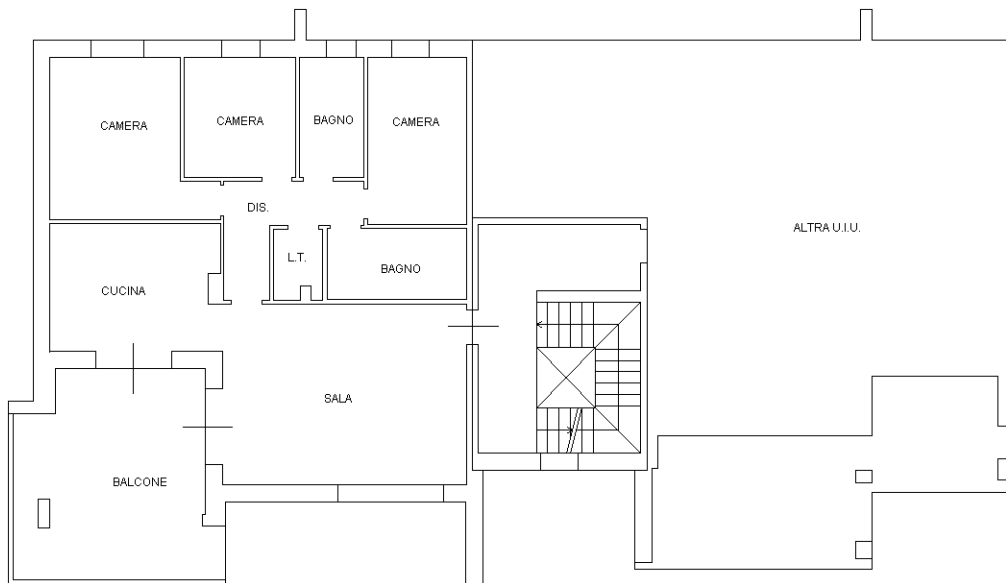 CAMERA
CAMERA
BAGNO
CAMERA
DIS.
ALTRA U.I.U.
L.T.
BAGNO
CUCINA
SALA
BALCONE